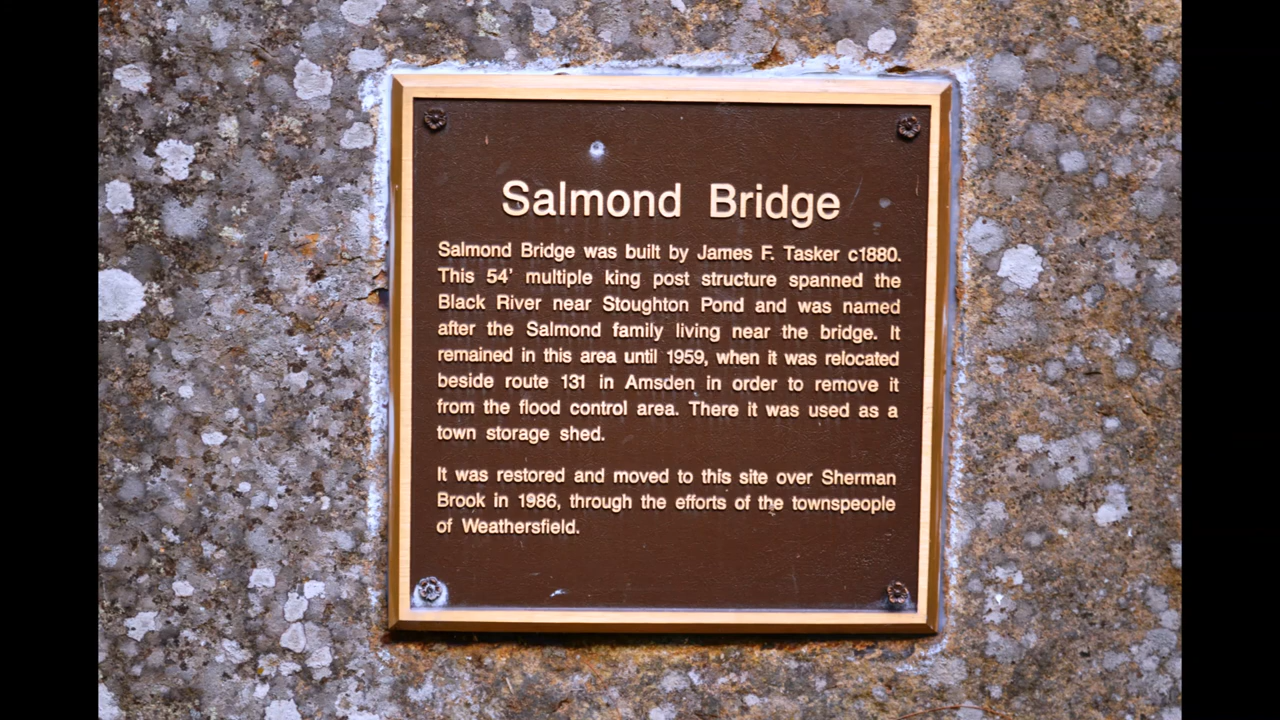 Salmond Bridge
Salmond Bridge was built by James F. Tasker c1880.
This 54' multiple king post structure spanned the
Black River near Stoughton Pond and was named
after the Salmond family living near the bridge. It
remained in this area until 1959, when it was relocated
beside route 131 in Amsden in order to remove it
from the flood control area. There it was used as a
town storage shed.
It was restored and moved to this site over Sherman
Brook in 1986, through the efforts of the townspeople
of Weathersfield.